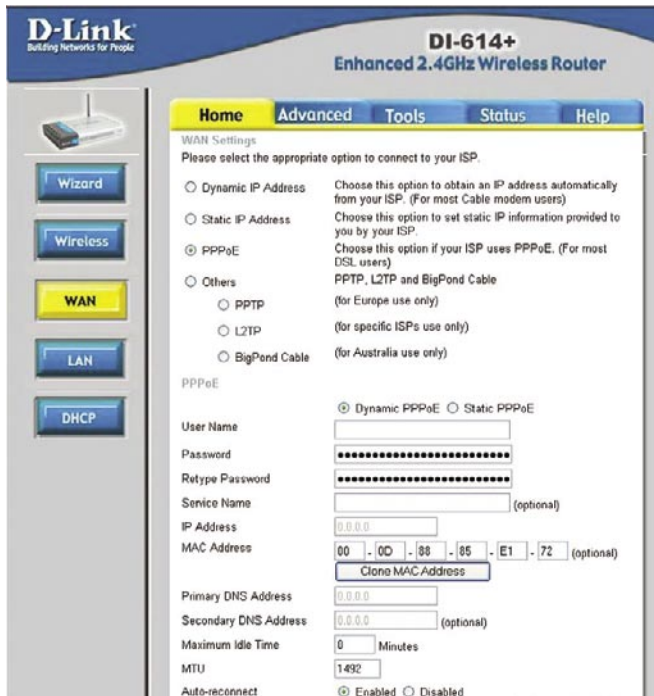 D-Link
Building Networks for People
DI-614+
Enhanced 2.4GHz Wireless Router
Home Advanced Tools Status Help
Wizard
Wireless
WAN
LAN
DHCP
WAN Settings
Please select the appropriate option to connect to your ISP.
Dynamic IP Address Choose this option to obtain an IP address automatically
from your ISP. (For most Cable modem users)
Static IP Address Choose this option to set static IP information provided to
you by your ISP.
PPPoE Choose this option if your ISP uses PPPoE. (For most
DSL users)
Others PPTP, L2TP and BigPond Cable
PPTP (for Europe use only)
L2TP (for specific ISPs use only)
BigPond Cable (for Australia use only)
PPPoE
Dynamic PPPoE Static PPPoE
User Name
Password ••••••••••••••••••••••••••
Retype Password ••••••••••••••••••••••••••
Service Name (optional)
IP Address 0.0.0.0
MAC Address 00 - 0D - 88 - 85 - E1 - 72 (optional)
Clone MAC Address
Primary DNS Address 0.0.0.0
Secondary DNS Address 0.0.0.0 (optional)
Maximum Idle Time 0 Minutes
MTU 1492
Auto-reconnect Enabled Disabled